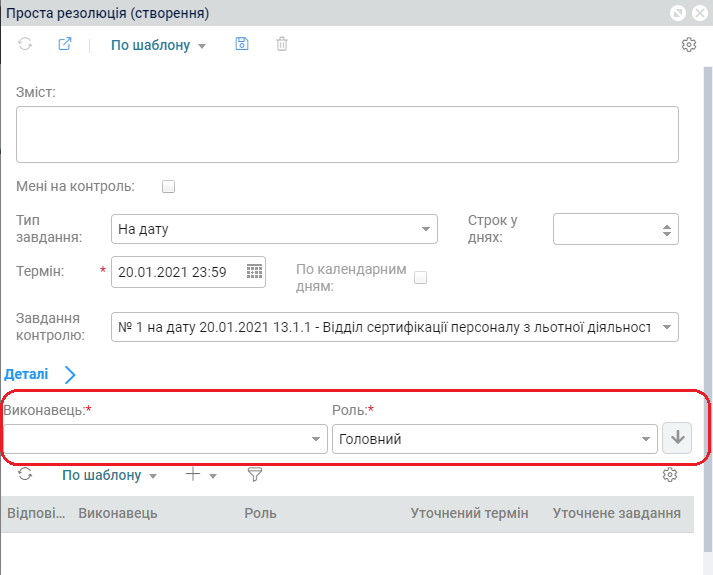 Проста резолюція (створення)
По шаблону
Зміст:
Мені на контроль:
Тип завдання: На дату Строк у днях:
Термін: * 20.01.2021 23:59 По календарним дням:
Завдання контролю: № 1 на дату 20.01.2021 13.1.1 - Відділ сертифікації персоналу з льотної діяльност
Деталі
Виконавець:* Роль:*
Головний
По шаблону
Відпові... Виконавець Роль Уточнений термін Уточнене завдання